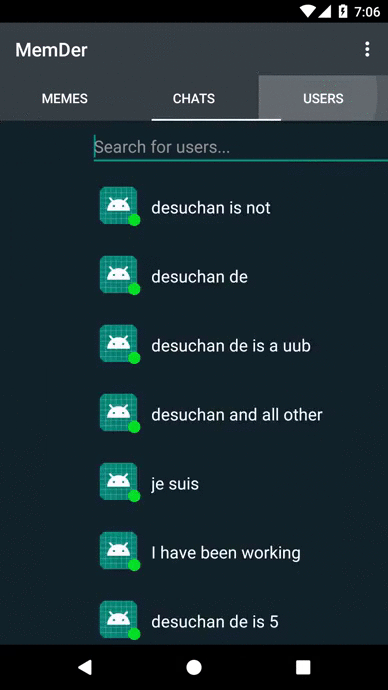 7:06
MemDer
MEMES
CHATS
USERS
Search for users...
desuchan is not
desuchan de
desuchan de is a uub
desuchan and all other
je suis
I have been working
desuchan de is 5